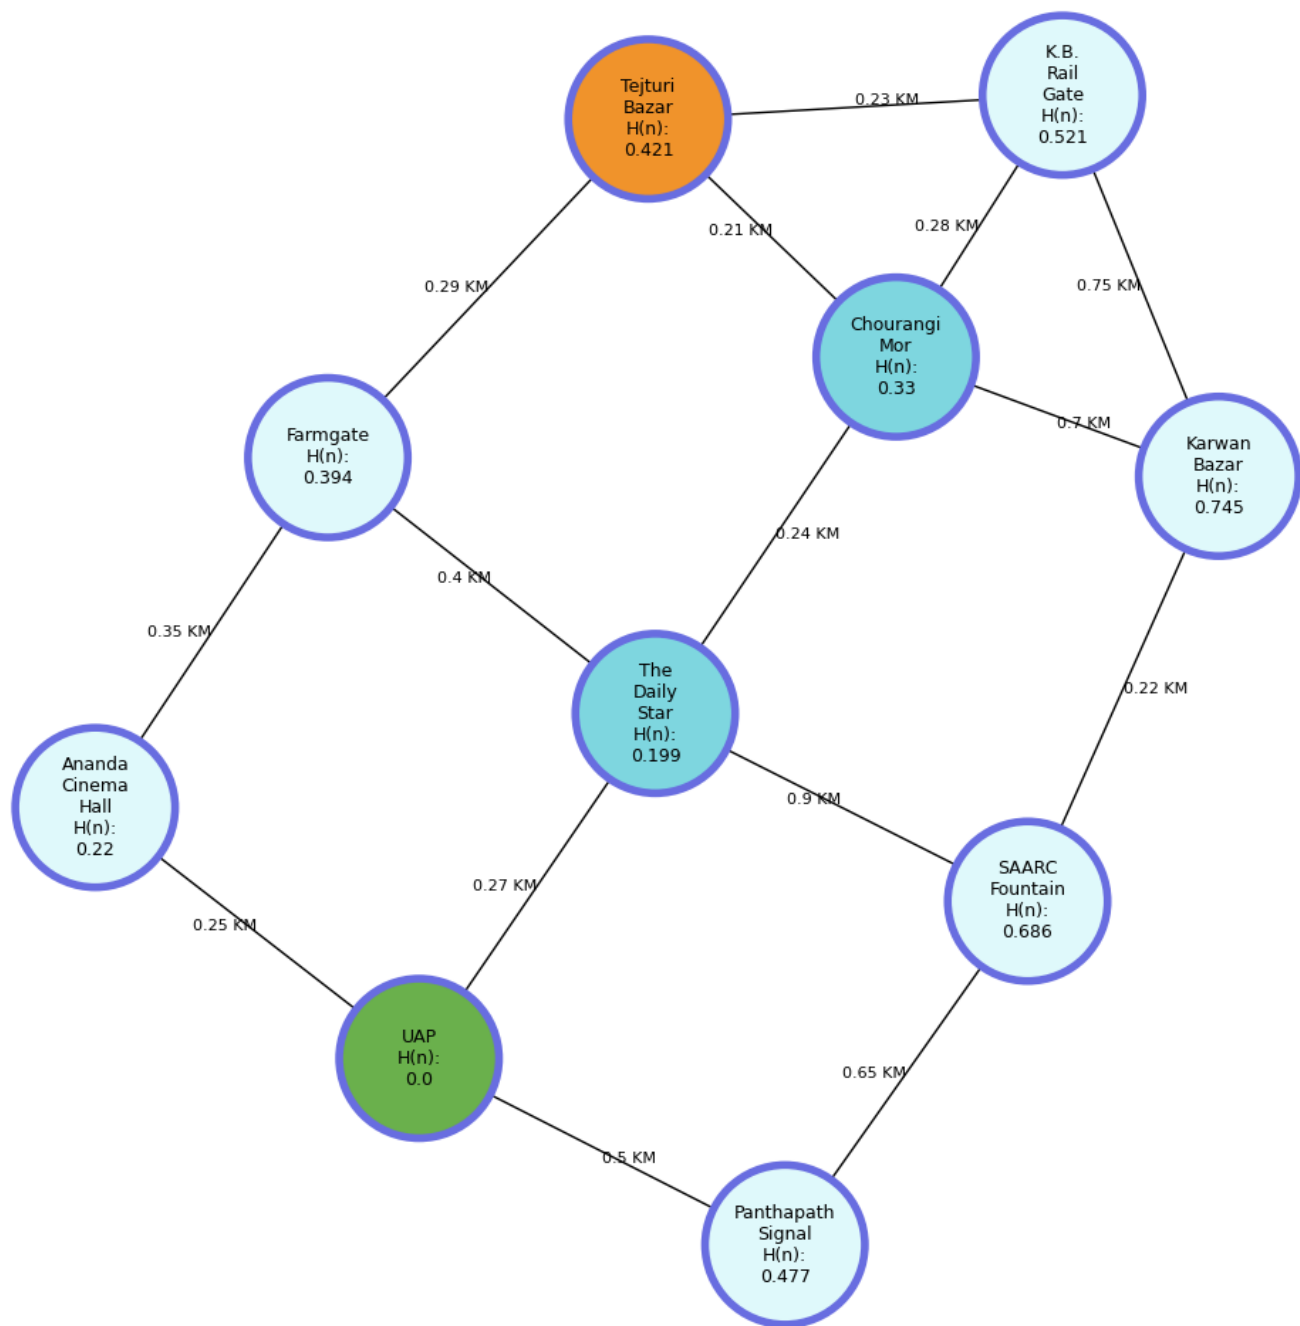 K.B.
Rail
Gate
H(n):
0.521
Tejturi
Bazar
H(n):
0.421
0.23 KM
0.21 KM
0.28 KM
0.29 KM
0.75 KM
Chourangi
Mor
H(n):
0.33
0.7 KM
Farmgate
H(n):
0.394
Karwan
Bazar
H(n):
0.745
0.24 KM
0.4 KM
0.35 KM
The
Daily
Star
H(n):
0.199
0.22 KM
Ananda
Cinema
Hall
H(n):
0.22
0.9 KM
0.27 KM
SAARC
Fountain
H(n):
0.686
0.25 KM
UAP
H(n):
0.0
0.65 KM
0.5 KM
Panthapath
Signal
H(n):
0.477